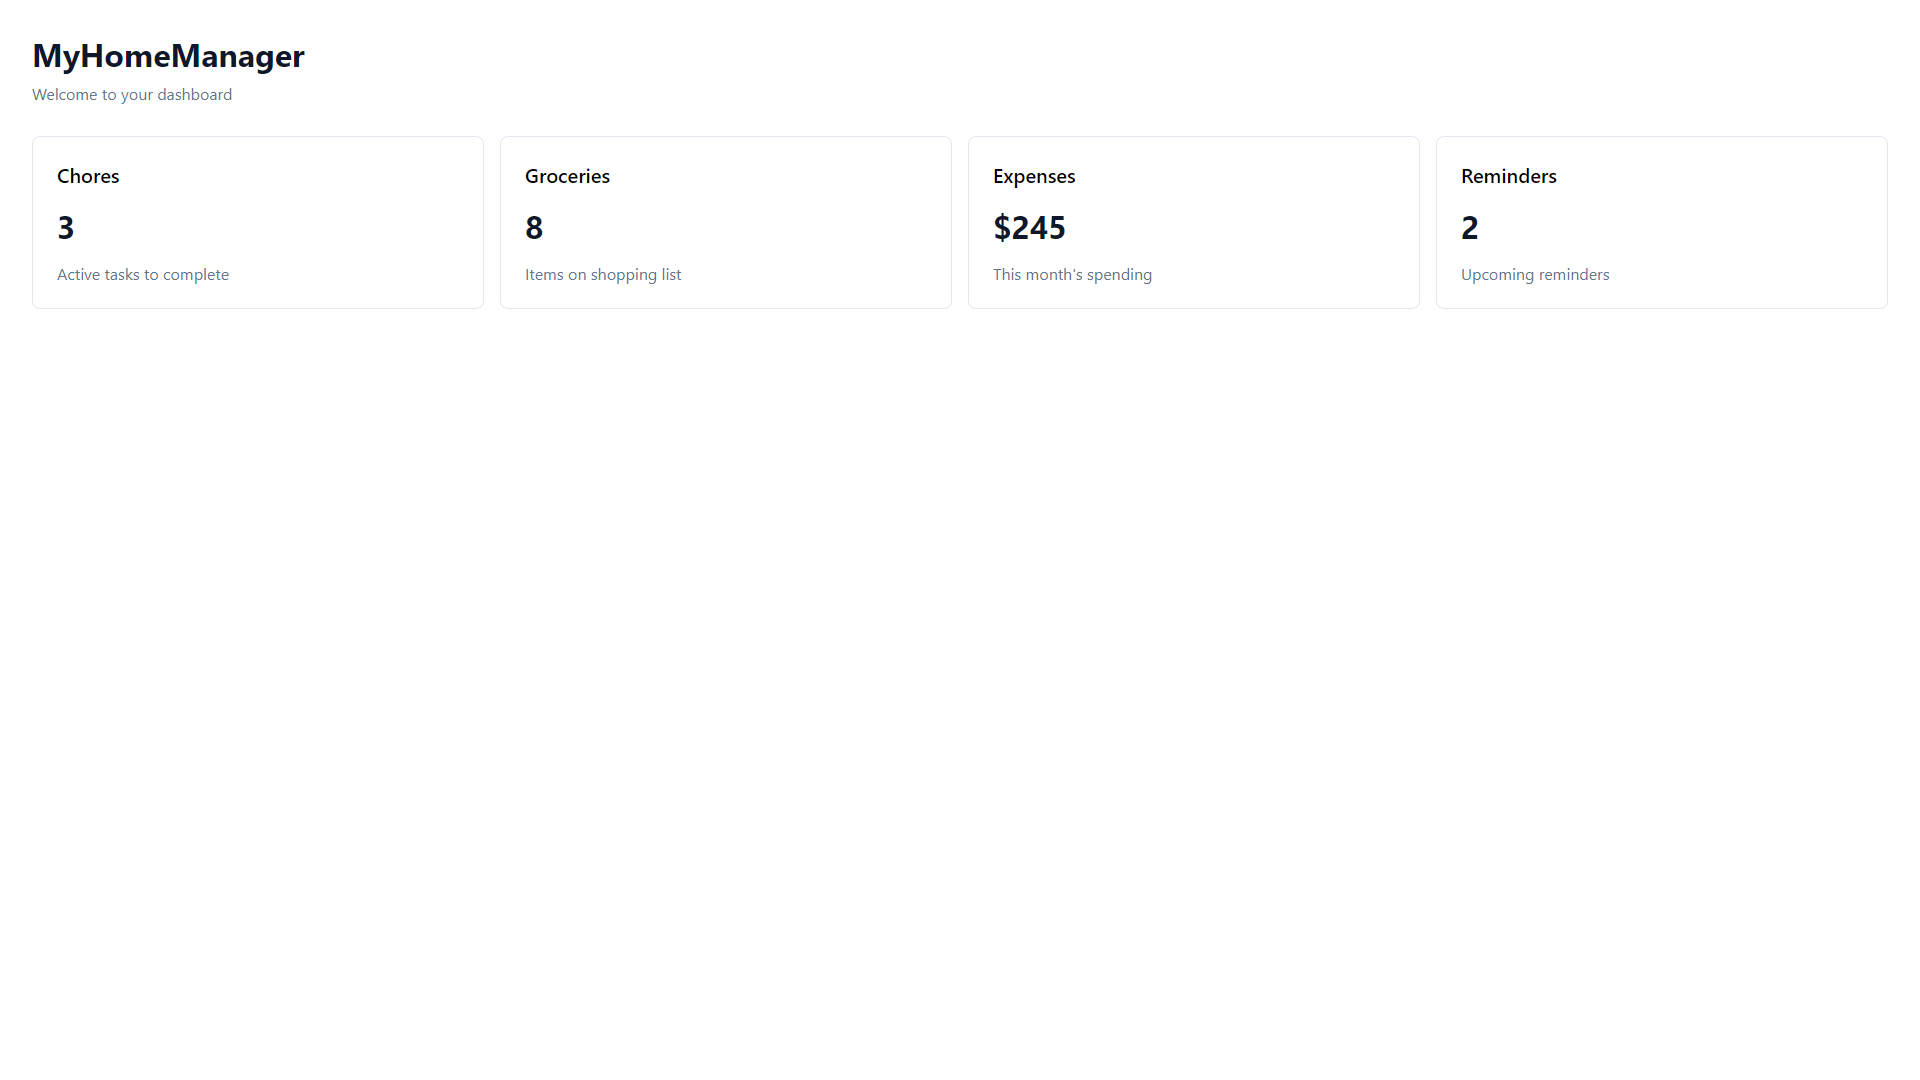 MyHomeManager
Welcome to your dashboard
Chores
3
Active tasks to complete
Groceries
8
Items on shopping list
Expenses
$245
This month's spending
Reminders
2
Upcoming reminders